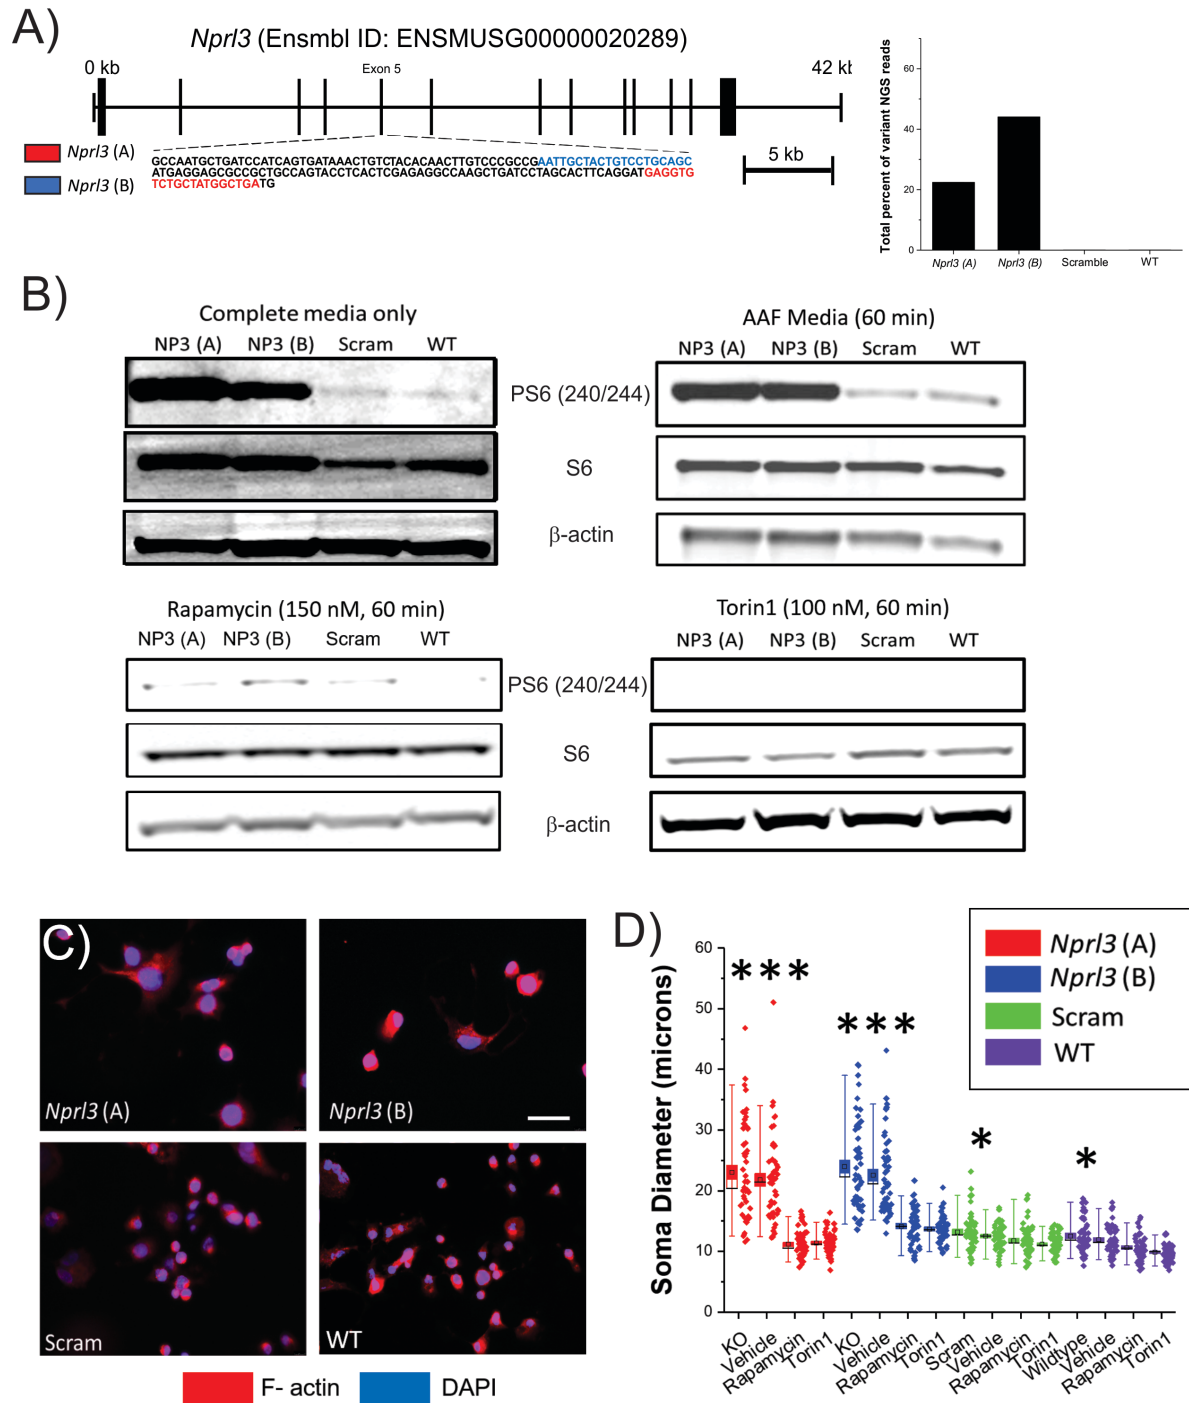 A)
Nprl3 (Ensmbl ID: ENSMUSG00000020289)
0 kb
Exon 5
42 kb
Nprl3 (A)
Nprl3 (B)
GCCAATGCTGATCCATCAGTGATAAACTGTCTACACAACTTGTCCCGCCGAATTGCTACTGTCCTGCAGC
ATGAGGAGCGCCGCTGCCAGTACCTCACTCGAGAGGCCAAGCTGATCCTAGCACTTCAGGATGAGGTG
TCTGCTATGGCTGATG
5 kb
Total percent of variant NGS reads
60
40
20
0
Nprl3 (A)
Nprl3 (B)
Scramble
WT
B)
Complete media only
NP3 (A) NP3 (B) Scram WT
AAF Media (60 min)
NP3 (A) NP3 (B) Scram WT
PS6 (240/244)
S6
β-actin
Rapamycin (150 nM, 60 min)
NP3 (A) NP3 (B) Scram WT
Torin1 (100 nM, 60 min)
NP3 (A) NP3 (B) Scram WT
PS6 (240/244)
S6
β-actin
C)
Nprl3 (A)
Nprl3 (B)
Scram
WT
F- actin
DAPI
D)
Nprl3 (A)
Nprl3 (B)
Scram
WT
Soma Diameter (microns)
60
50
40
30
20
10
0
***
***
*
*
KO
Vehicle
Rapamycin
Torin1
KO
Vehicle
Rapamycin
Torin1
Scram
Vehicle
Rapamycin
Torin1
Wildtype
Vehicle
Rapamycin
Torin1